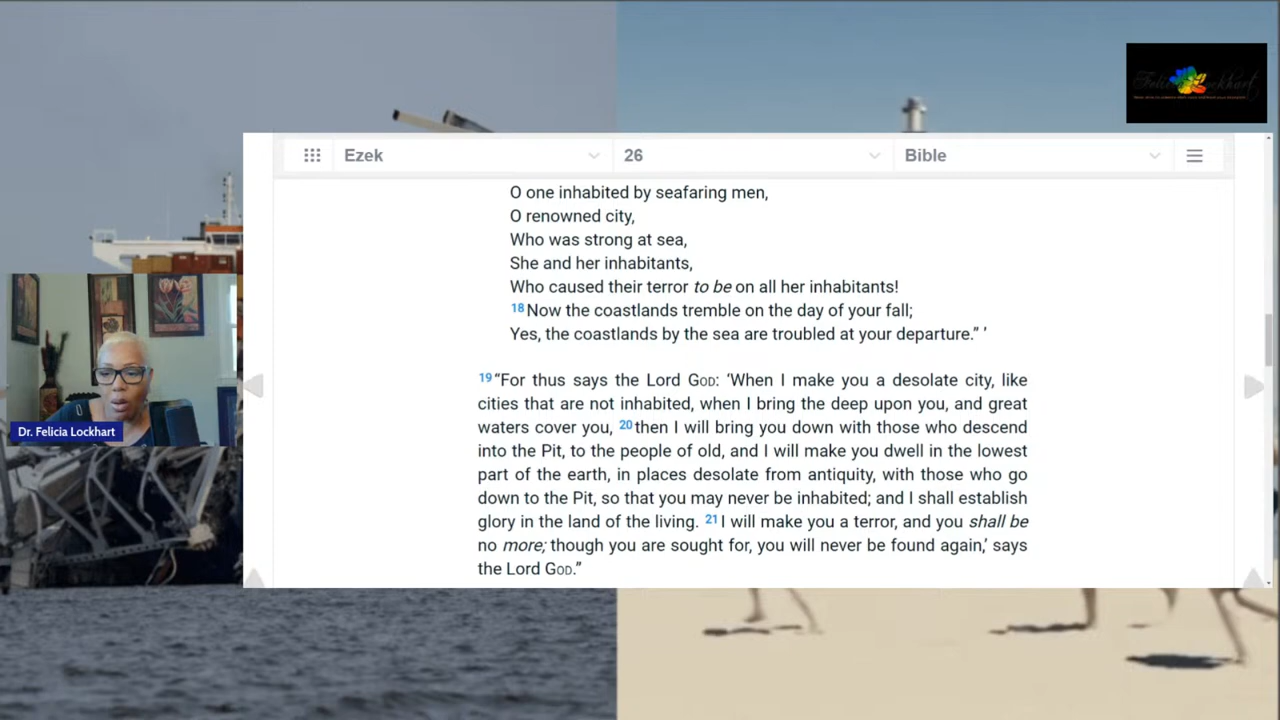 Ezek 26 Bible
O one inhabited by seafaring men,
O renowned city,
Who was strong at sea,
She and her inhabitants,
Who caused their terror to be on all her inhabitants!
18 Now the coastlands tremble on the day of your fall;
Yes, the coastlands by the sea are troubled at your departure.” ’
19 “For thus says the Lord GOD: ‘When I make you a desolate city, like
cities that are not inhabited, when I bring the deep upon you, and great
waters cover you, 20 then I will bring you down with those who descend
into the Pit, to the people of old, and I will make you dwell in the lowest
part of the earth, in places desolate from antiquity, with those who go
down to the Pit, so that you may never be inhabited; and I shall establish
glory in the land of the living. 21 I will make you a terror, and you shall be
no more; though you are sought for, you will never be found again,’ says
the Lord GOD.”
Dr. Felicia Lockhart